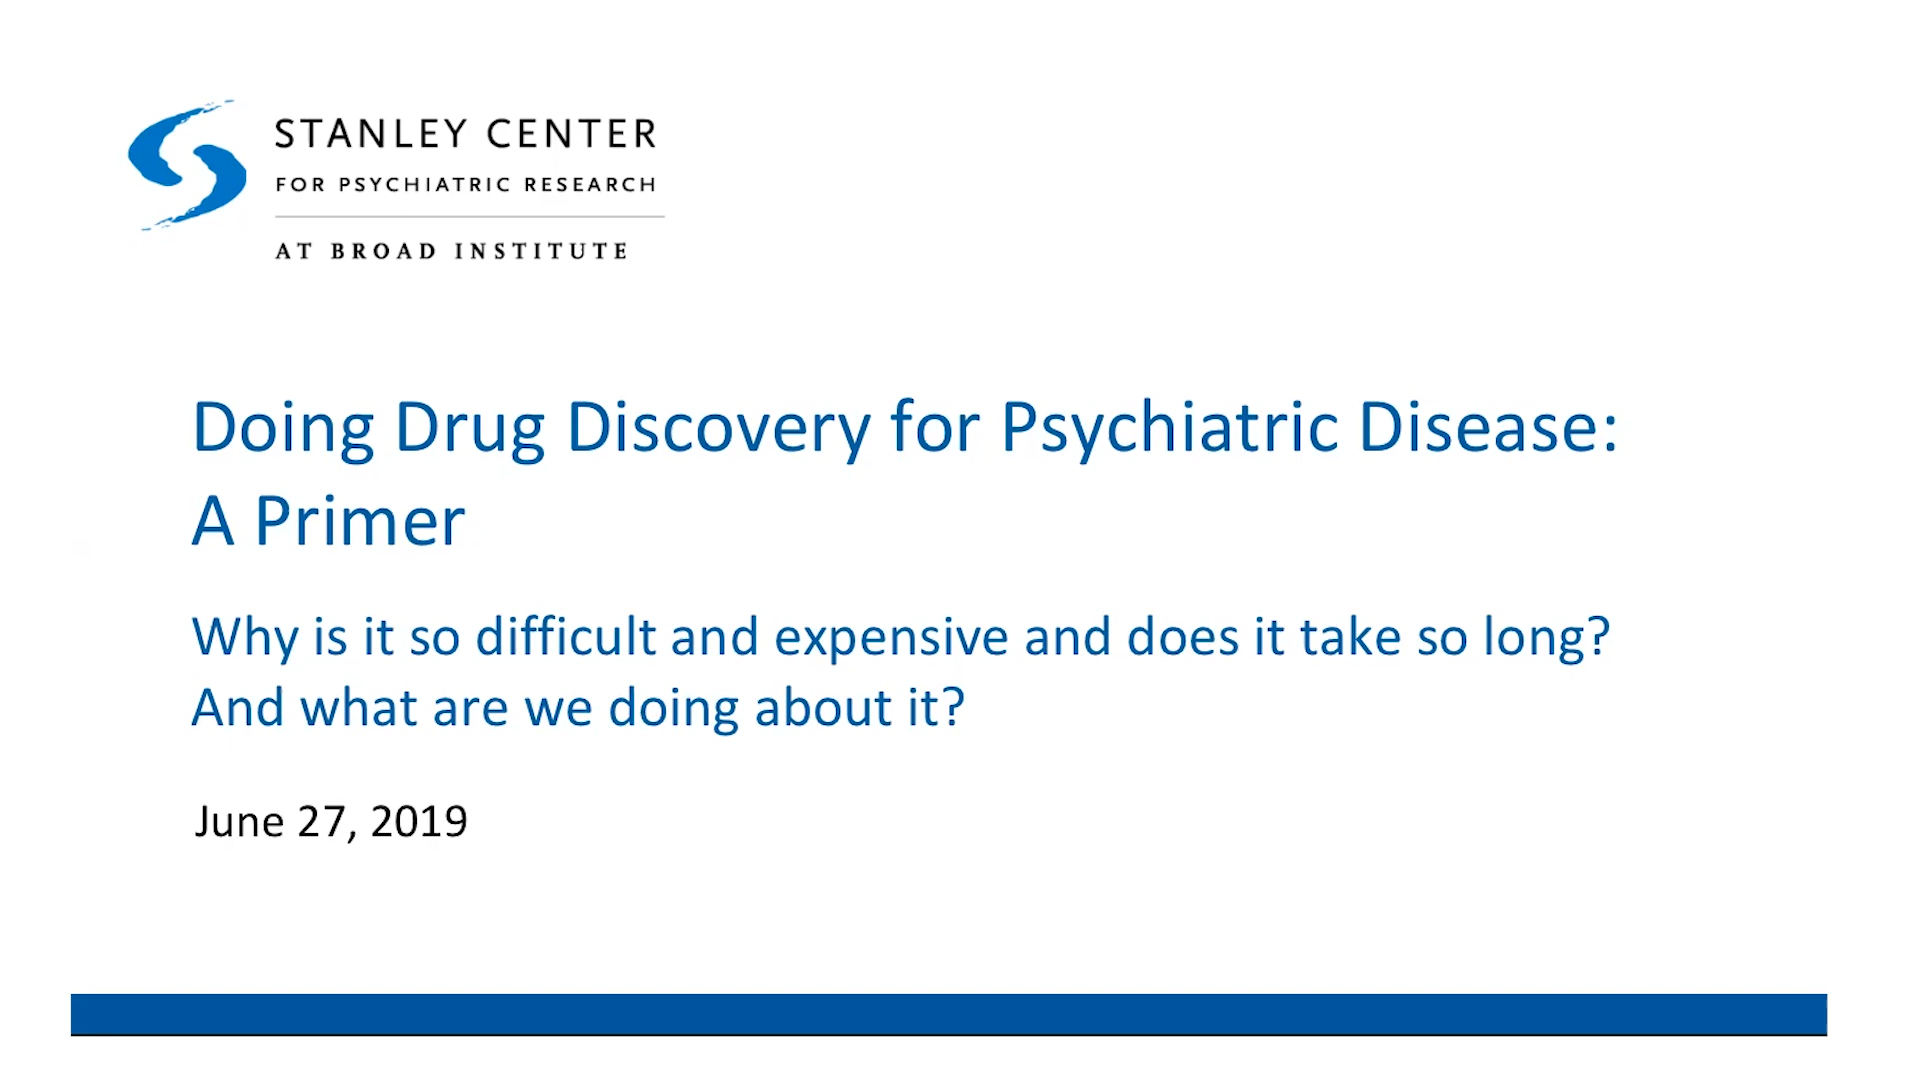 STANLEY CENTER
FOR PSYCHIATRIC RESEARCH
AT BROAD INSTITUTE
Doing Drug Discovery for Psychiatric Disease:
A Primer
Why is it so difficult and expensive and does it take so long?
And what are we doing about it?
June 27, 2019